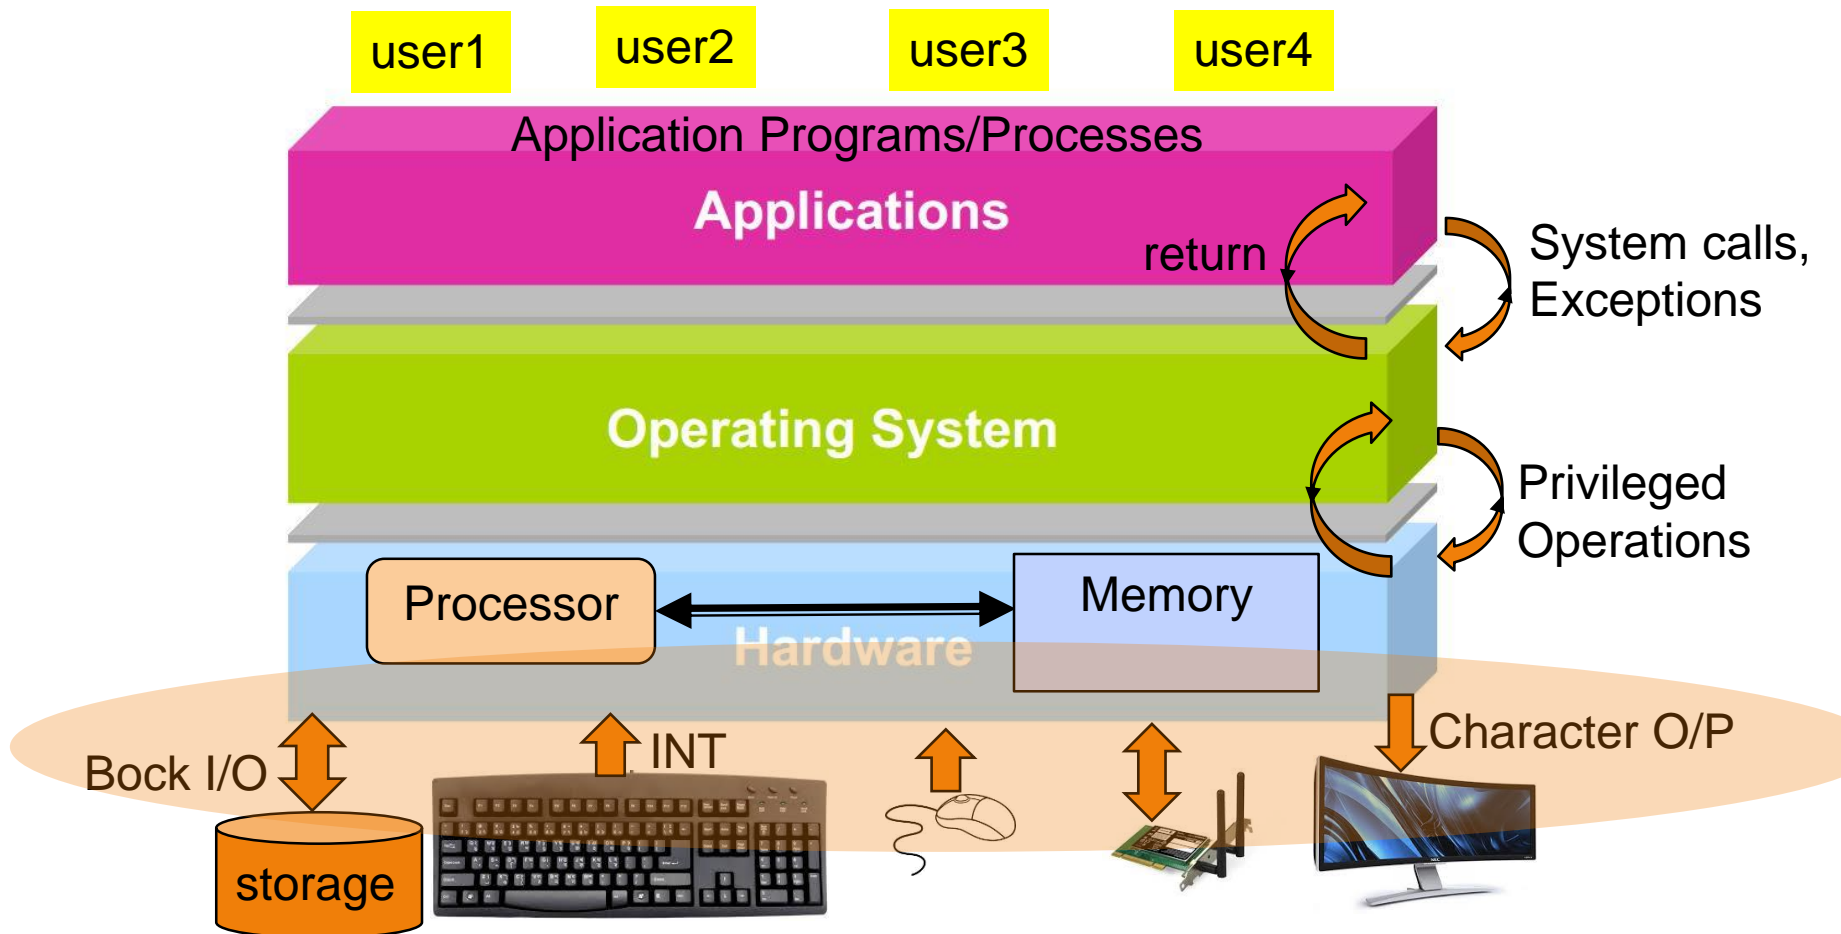 user1
user2
user3
user4
Application Programs/Processes
Applications
return
System calls,
Exceptions
Operating System
Privileged
Operations
Processor
Memory
Hardware
Bock I/O
INT
Character O/P
storage